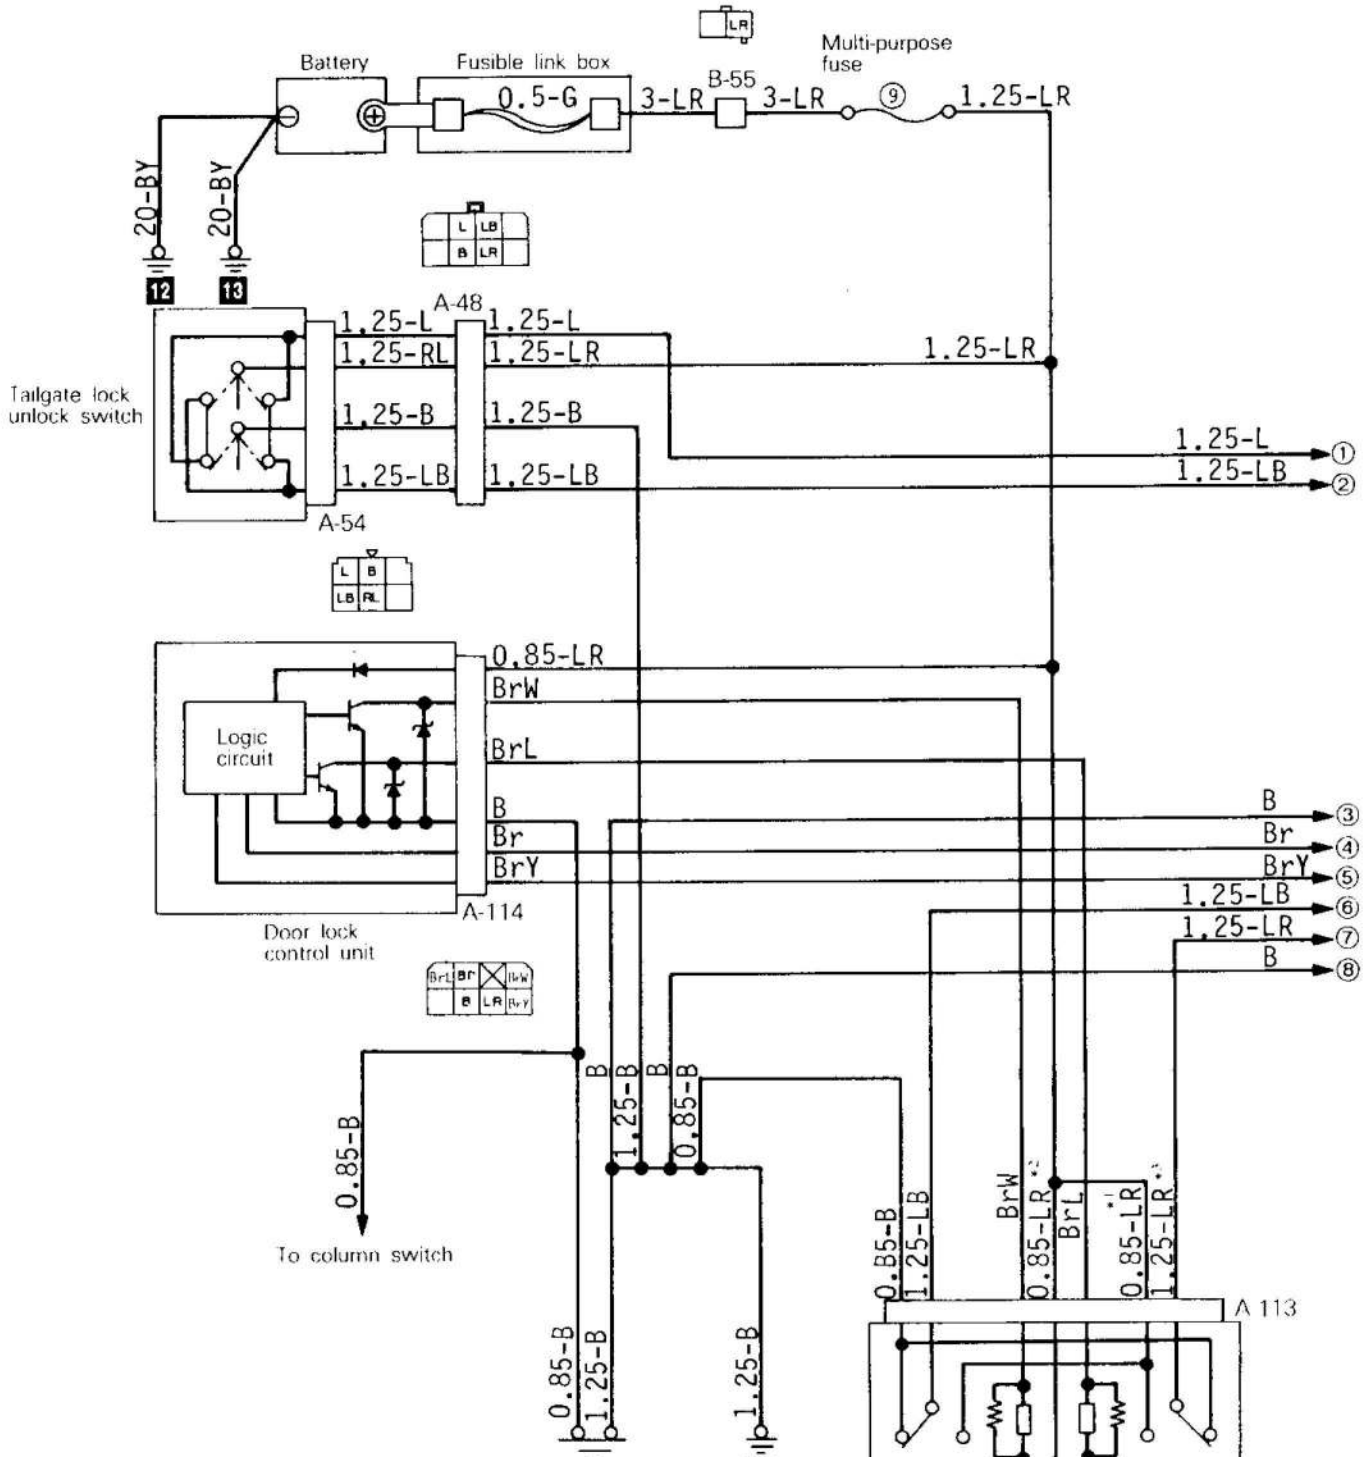 LR
Multi-purpose
fuse
Battery
Fusible link box
B-55
0.5-G
3-LR
3-LR
9
1.25-LR
20-BY
20-BY
12
13
L LB
B LR
A-48
1.25-L
1.25-L
1.25-RL
1.25-LR
1.25-LR
Tailgate lock
unlock switch
1.25-B
1.25-B
1.25-L
1
1.25-LB
1.25-LB
1.25-LB
2
A-54
L B
LB RL
0.85-LR
BrW
Logic
circuit
BrL
B
B
3
Br
Br
4
BrY
BrY
5
A-114
1.25-LB
6
Door lock
control unit
1.25-LR
7
BrL Br BrW
B LR BrY
B
8
B
1.25-B
B
0.85-B
0.85-B
To column switch
0.85-B
1.25-LB
BrW
0.85-LR
BrL
*1
0.85-LR
1.25-LR
A 113
0.85-B
1.25-B
1.25-B